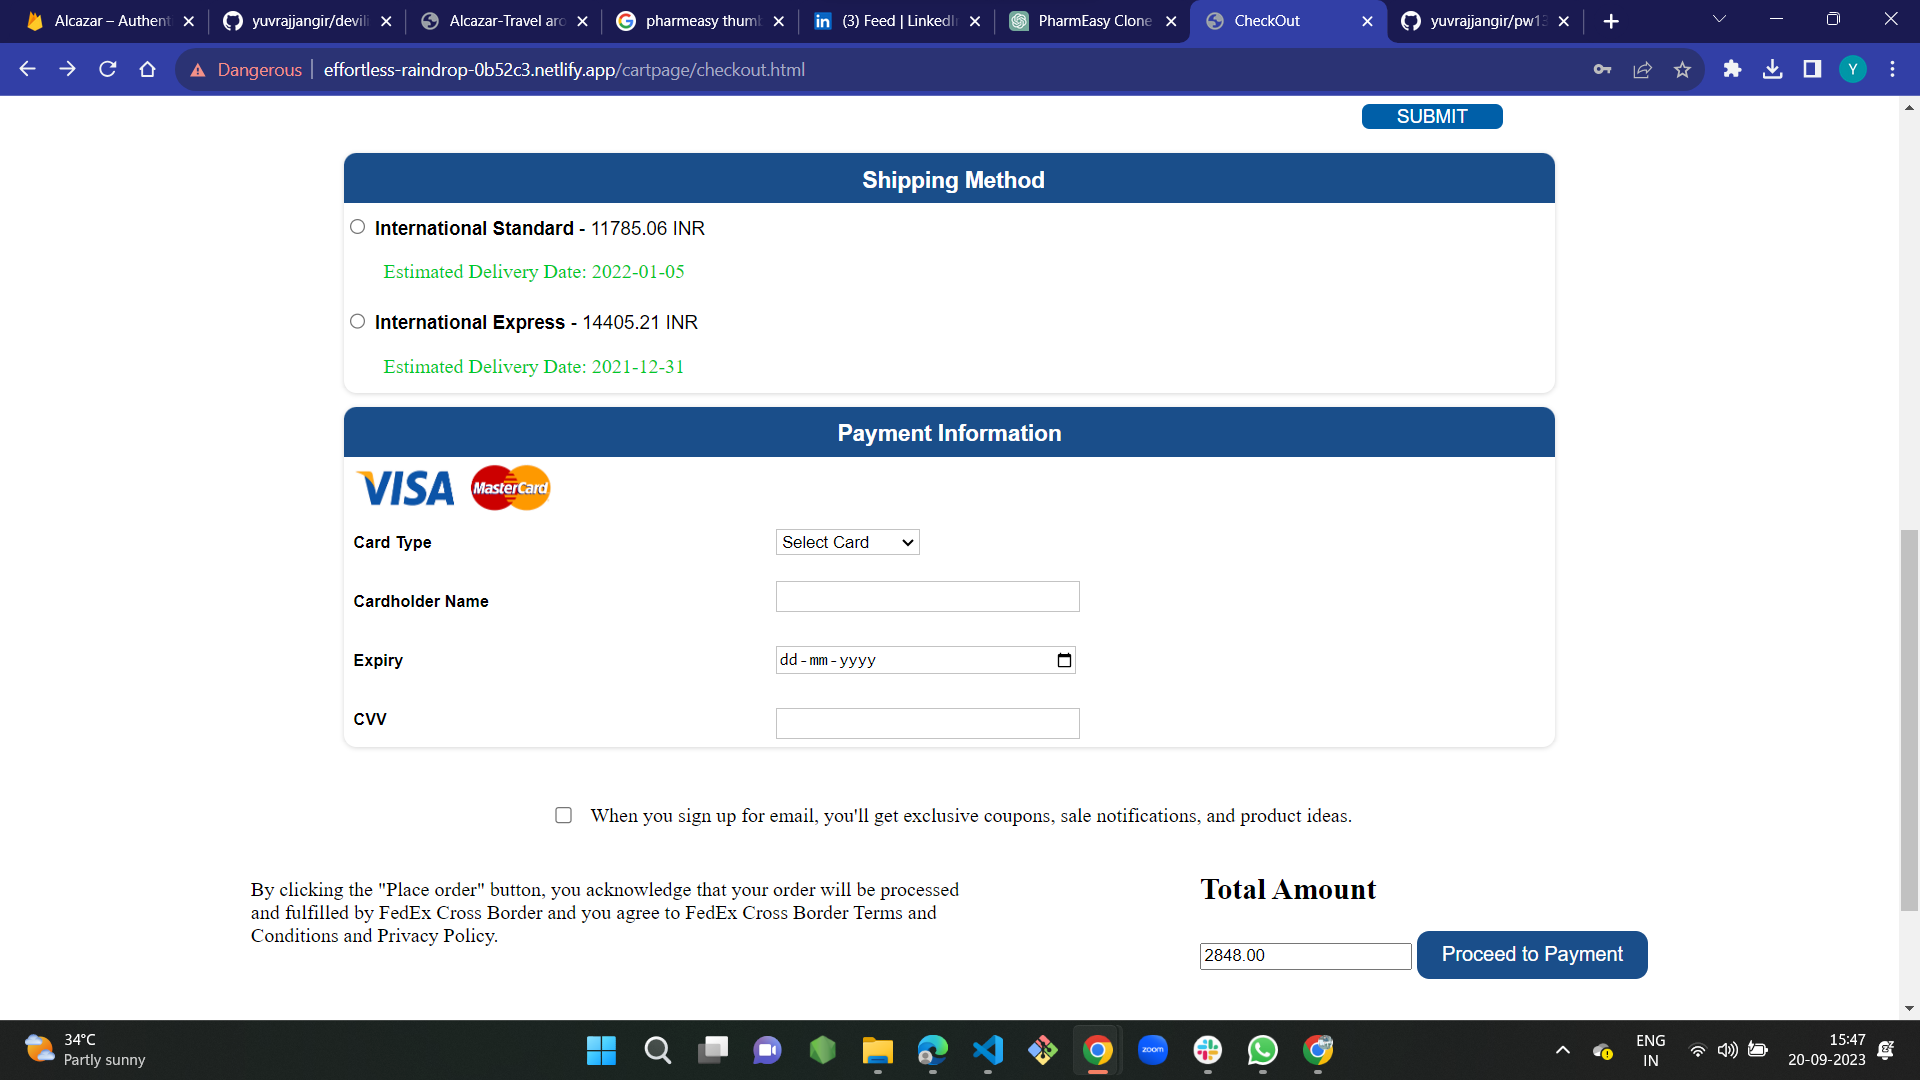 Alcazar – Authent
yuvrajjangir/devili
Alcazar-Travel aro
pharmeasy thumb
(3) Feed | LinkedIn
PharmEasy Clone
CheckOut
yuvrajjangir/pw13
Dangerous
effortless-raindrop-0b52c3.netlify.app/cartpage/checkout.html
Y
SUBMIT
Shipping Method
International Standard - 11785.06 INR
Estimated Delivery Date: 2022-01-05
International Express - 14405.21 INR
Estimated Delivery Date: 2021-12-31
Payment Information
VISA MasterCard
Card Type
Select Card
Cardholder Name
Expiry
dd-mm-yyyy
CVV
When you sign up for email, you'll get exclusive coupons, sale notifications, and product ideas.
By clicking the "Place order" button, you acknowledge that your order will be processed
and fulfilled by FedEx Cross Border and you agree to FedEx Cross Border Terms and
Conditions and Privacy Policy.
Total Amount
2848.00
Proceed to Payment
34°C
Partly sunny
zoom
ENG
IN
15:47
20-09-2023